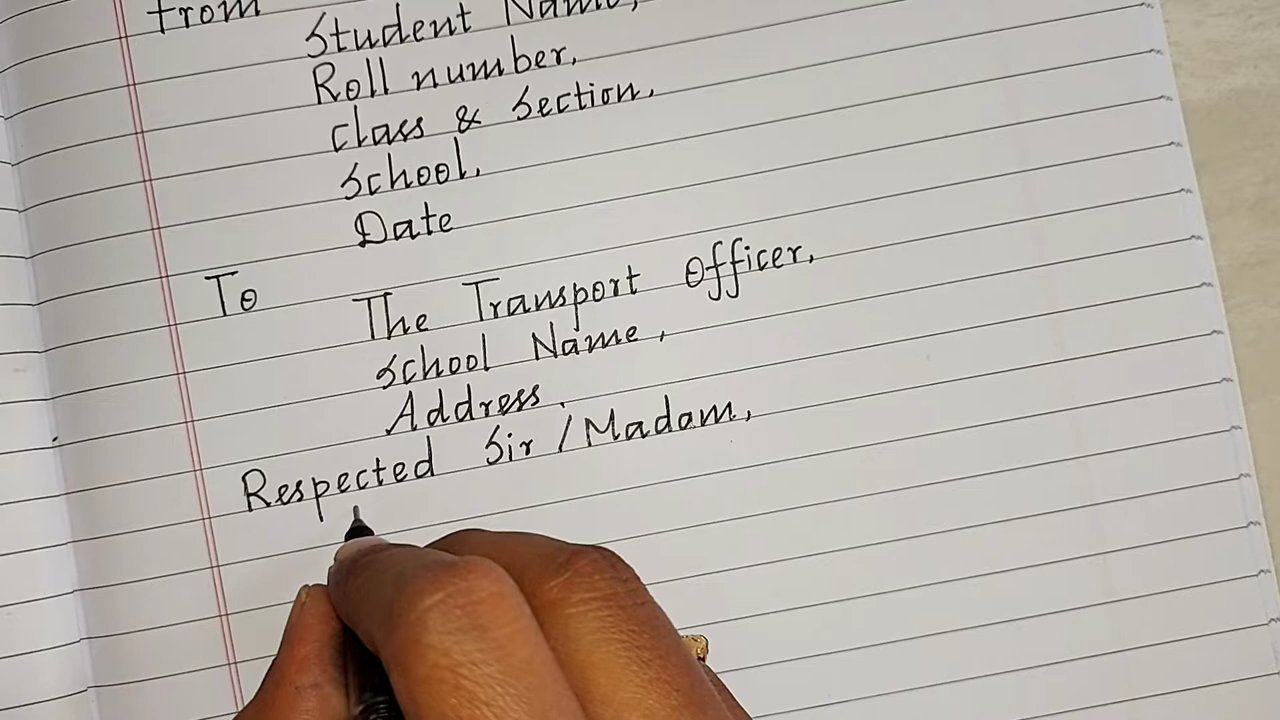 From
Student Name,
Roll number,
Class & Section,
School,
Date
To
The Transport Officer,
School Name,
Address.
Respected Sir/Madam,